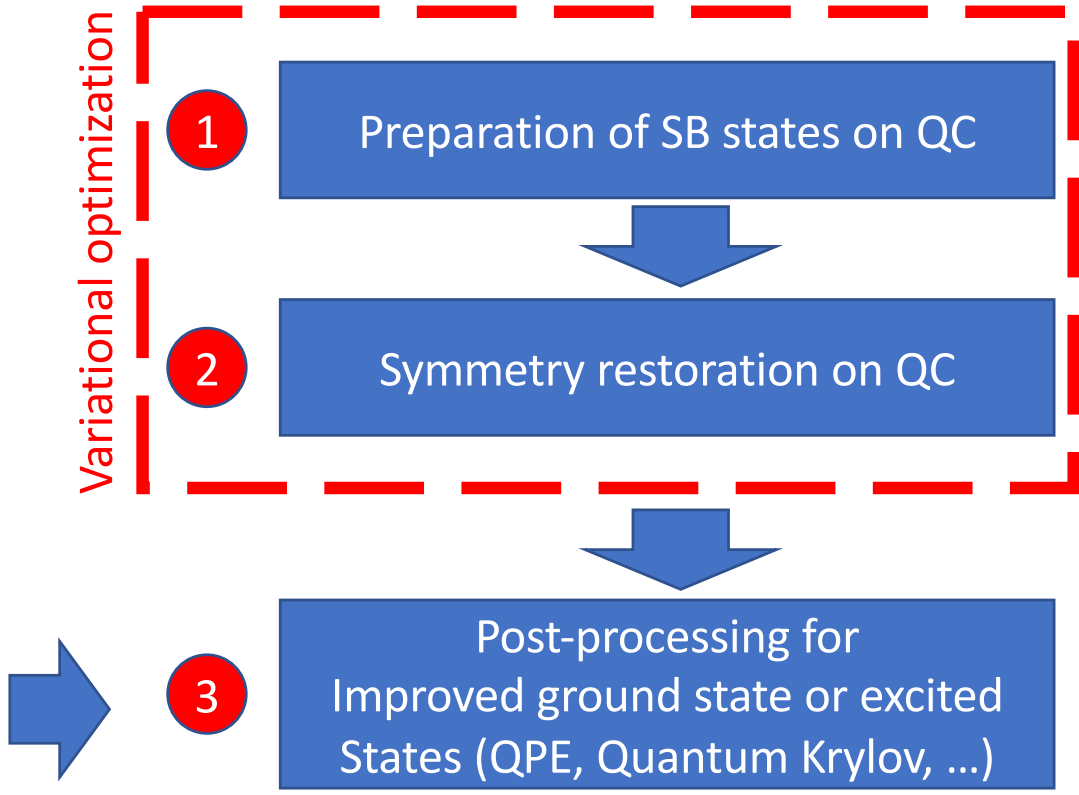 Variational optimization
1
Preparation of SB states on QC
2
Symmetry restoration on QC
3
Post-processing for
Improved ground state or excited
States (QPE, Quantum Krylov, ...)